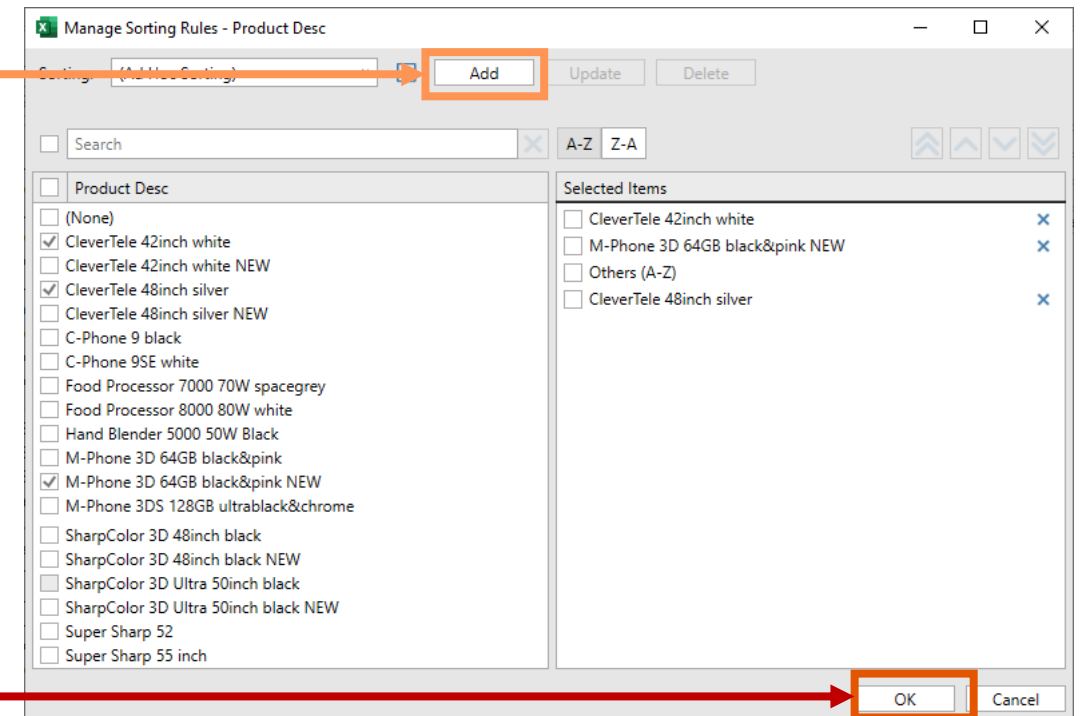 Manage Sorting Rules - Product Desc
Sorting: (Ad Hoc Sorting) Add Update Delete
Search A-Z Z-A
Product Desc
(None)
CleverTele 42inch white
CleverTele 42inch white NEW
CleverTele 48inch silver
CleverTele 48inch silver NEW
C-Phone 9 black
C-Phone 9SE white
Food Processor 7000 70W spacegrey
Food Processor 8000 80W white
Hand Blender 5000 50W Black
M-Phone 3D 64GB black&pink
M-Phone 3D 64GB black&pink NEW
M-Phone 3DS 128GB ultrablack&chrome
SharpColor 3D 48inch black
SharpColor 3D 48inch black NEW
SharpColor 3D Ultra 50inch black
SharpColor 3D Ultra 50inch black NEW
Super Sharp 52
Super Sharp 55 inch
Selected Items
CleverTele 42inch white
M-Phone 3D 64GB black&pink NEW
Others (A-Z)
CleverTele 48inch silver
OK Cancel